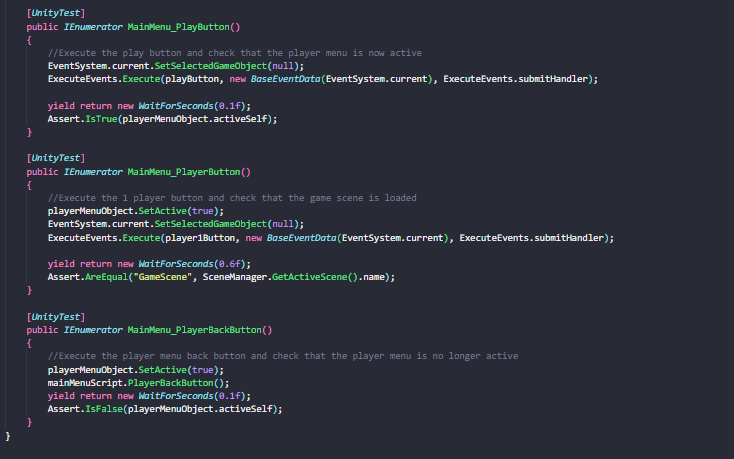 [UnityTest]
public IEnumerator MainMenu_PlayButton()
{
//Execute the play button and check that the player menu is now active
EventSystem.current.SetSelectedGameObject(null);
ExecuteEvents.Execute(playButton, new BaseEventData(EventSystem.current), ExecuteEvents.submitHandler);
yield return new WaitForSeconds(0.1f);
Assert.IsTrue(playerMenuObject.activeSelf);
}
[UnityTest]
public IEnumerator MainMenu_PlayerButton()
{
//Execute the 1 player button and check that the game scene is loaded
playerMenuObject.SetActive(true);
EventSystem.current.SetSelectedGameObject(null);
ExecuteEvents.Execute(player1Button, new BaseEventData(EventSystem.current), ExecuteEvents.submitHandler);
yield return new WaitForSeconds(0.6f);
Assert.AreEqual("GameScene", SceneManager.GetActiveScene().name);
}
[UnityTest]
public IEnumerator MainMenu_PlayerBackButton()
{
//Execute the player menu back button and check that the player menu is no longer active
playerMenuObject.SetActive(true);
mainMenuScript.PlayerBackButton();
yield return new WaitForSeconds(0.1f);
Assert.IsFalse(playerMenuObject.activeSelf);
}
}